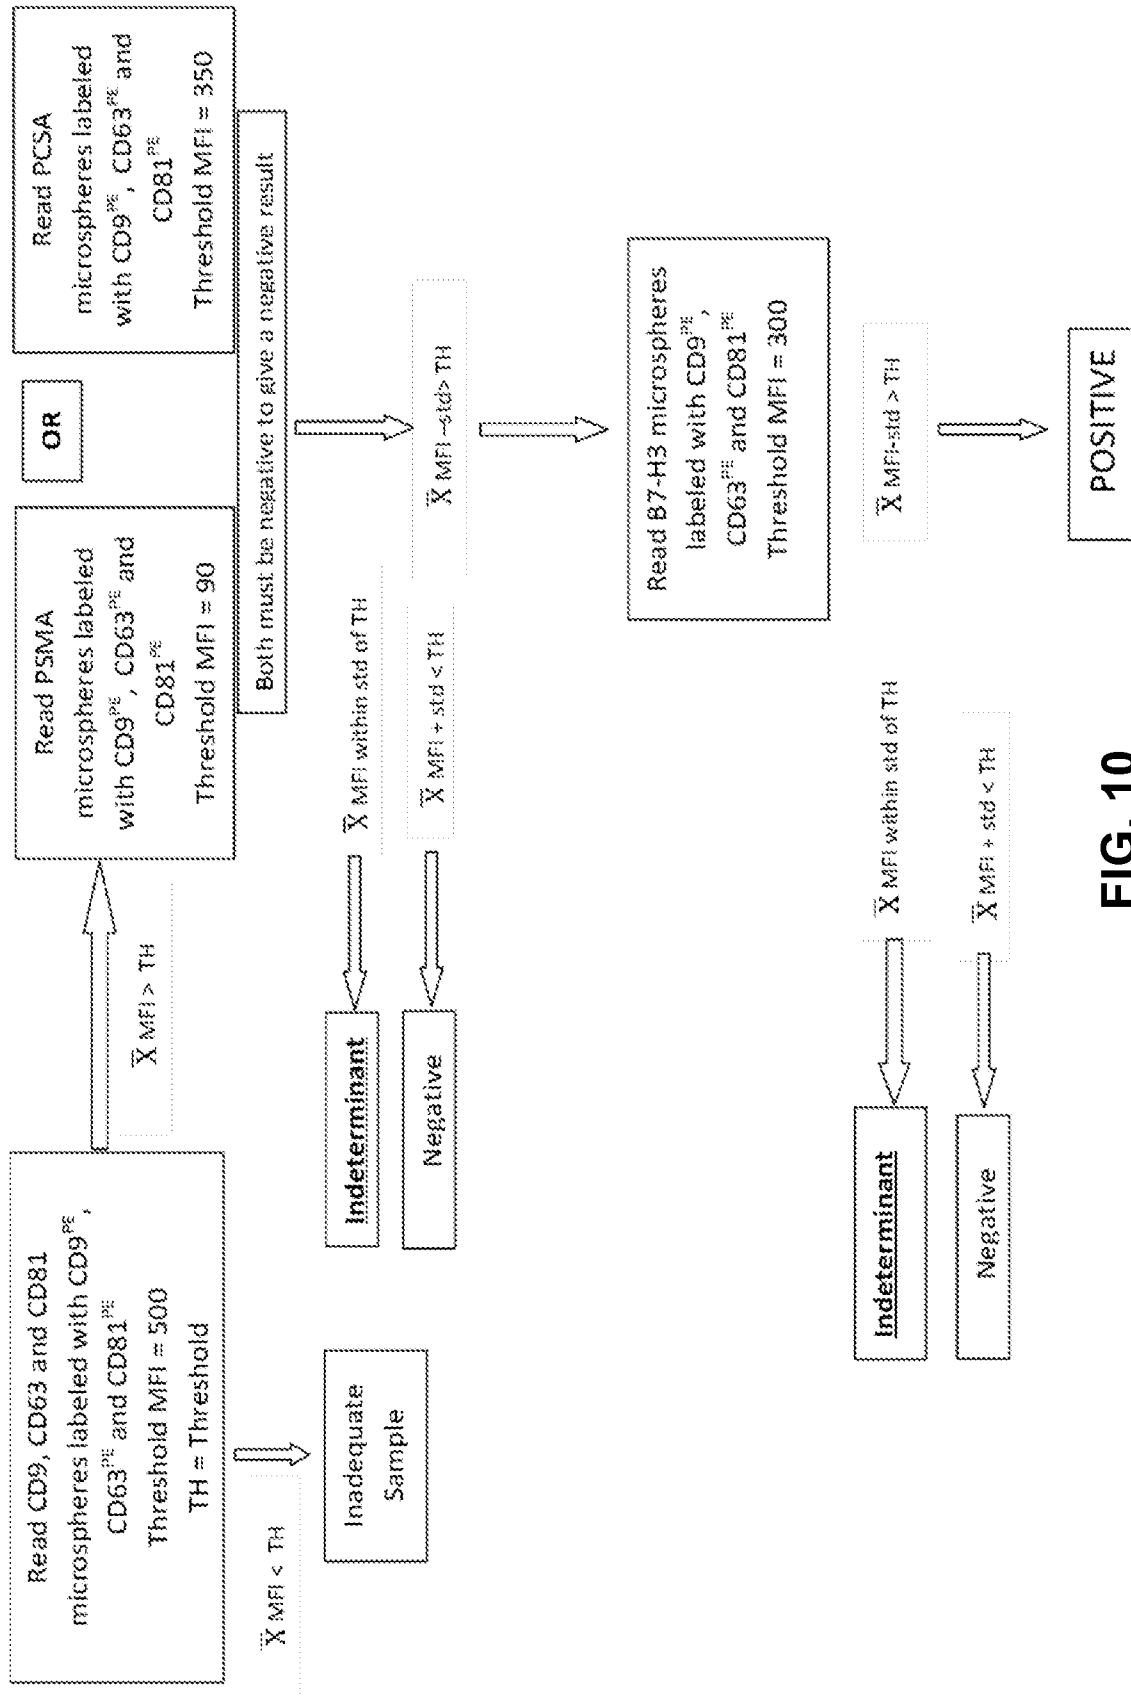 Read CD9, CD63 and CD81
microspheres labeled with CD9PE,
CD63PE and CD81PE
Threshold MFI = 500
TH = Threshold
X̅ MFI > TH
Read PSMA
microspheres labeled
with CD9PE, CD63PE and
CD81PE
Threshold MFI = 90
OR
Read PCSA
microspheres labeled
with CD9PE, CD63PE and
CD81PE
Threshold MFI = 350
Both must be negative to give a negative result
X̅ MFI < TH
Inadequate
Sample
Indeterminant
X̅ MFI within std of TH
Negative
X̅ MFI + std < TH
X̅ MFI –std> TH
Read B7-H3 microspheres
labeled with CD9PE,
CD63PE and CD81PE
Threshold MFI = 300
Indeterminant
X̅ MFI within std of TH
X̅ MFI-std > TH
Negative
X̅ MFI + std < TH
POSITIVE
FIG. 10